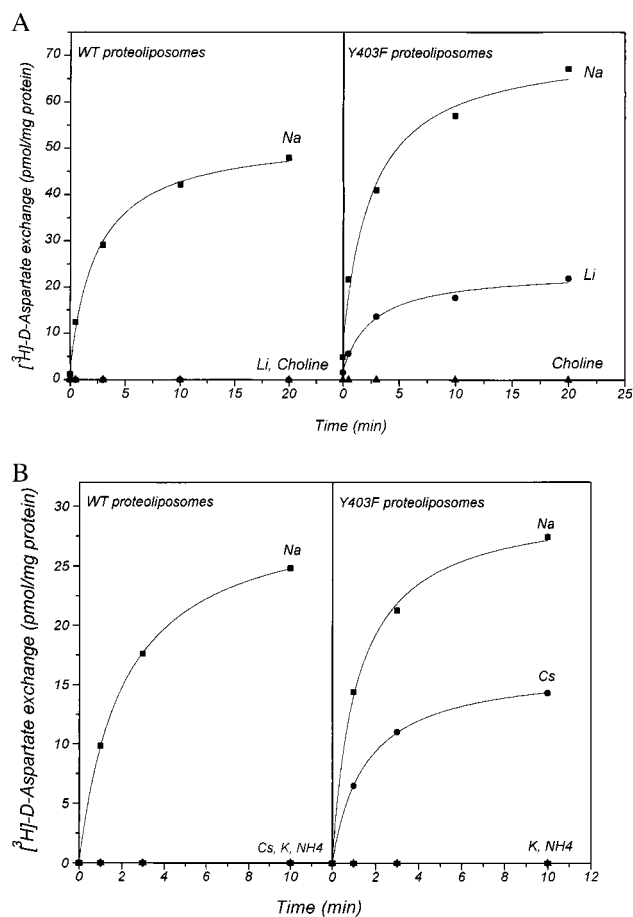 A
WT proteoliposomes
Y403F proteoliposomes
[³H]-D-Aspartate exchange (pmol/mg protein)
70
60
50
40
30
20
10
0
Na
Li, Choline
Na
Li
Choline
0 5 10 15 20 0 5 10 15 20 25
Time (min)
B
WT proteoliposomes
Y403F proteoliposomes
[³H]-D-Aspartate exchange (pmol/mg protein)
30
25
20
15
10
5
0
Na
Cs, K, NH4
Na
Cs
K, NH4
0 2 4 6 8 10 0 2 4 6 8 10 12
Time (min)